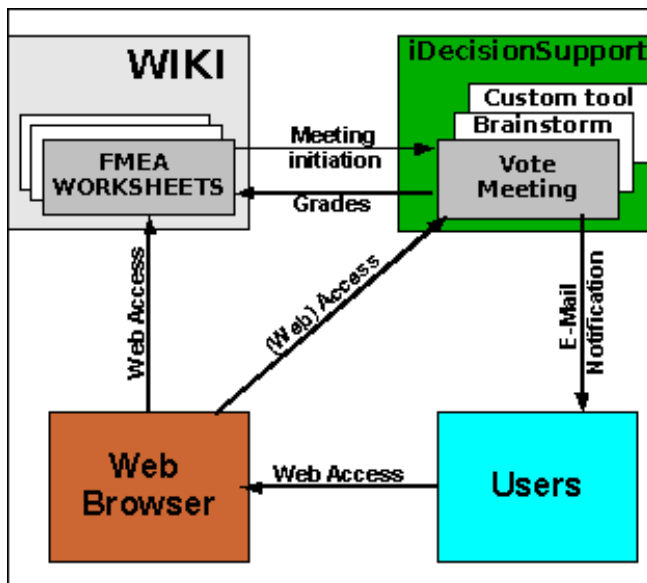 WIKI
iDecisionSupport
Custom tool
Brainstorm
FMEA
WORKSHEETS
Meeting
initiation
Vote
Meeting
Grades
Web Access
(Web) Access
E-Mail
Notification
Web
Browser
Web Access
Users